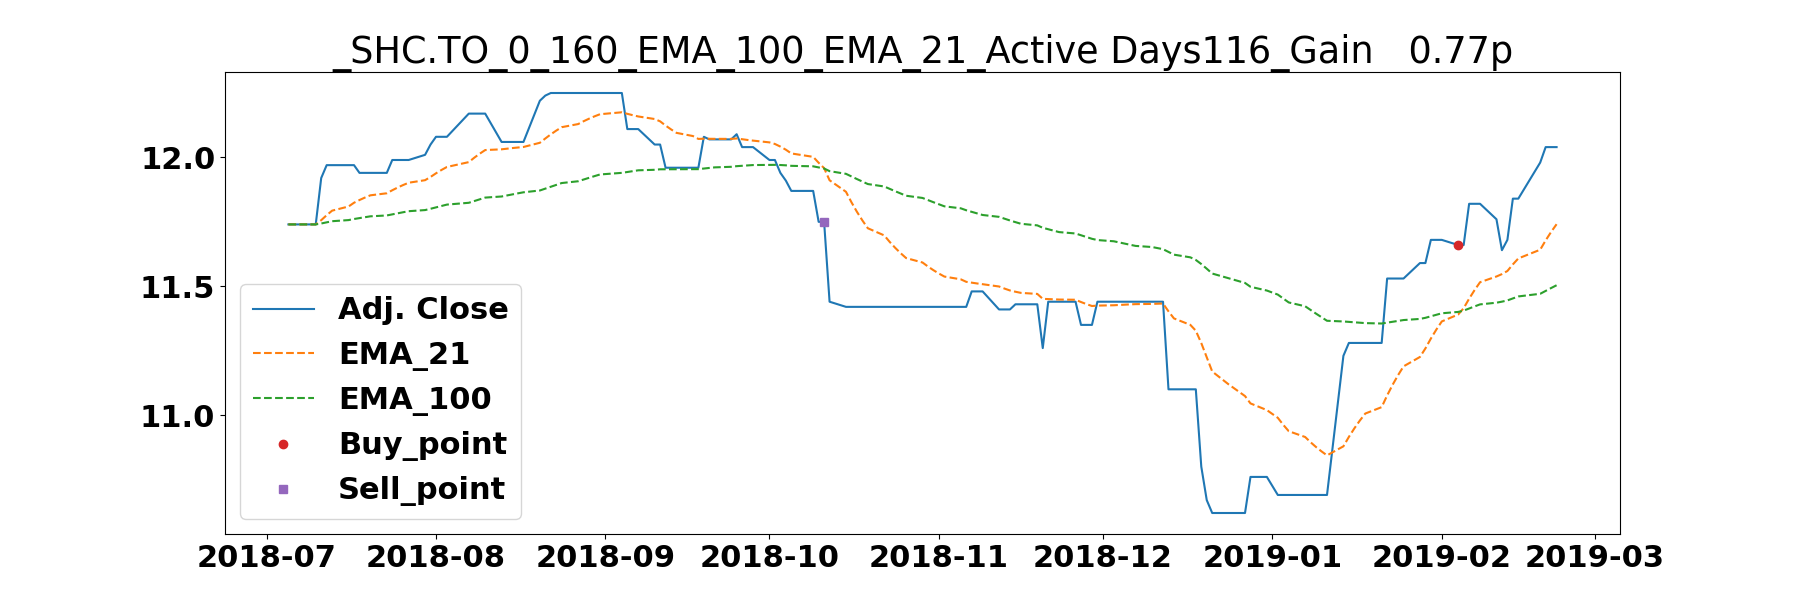 _SHC.TO_0_160_EMA_100_EMA_21_Active Days116_Gain   0.77p
12.0
11.5
11.0
Adj. Close
EMA_21
EMA_100
Buy_point
Sell_point
2018-07 2018-08 2018-09 2018-10 2018-11 2018-12 2019-01 2019-02 2019-03